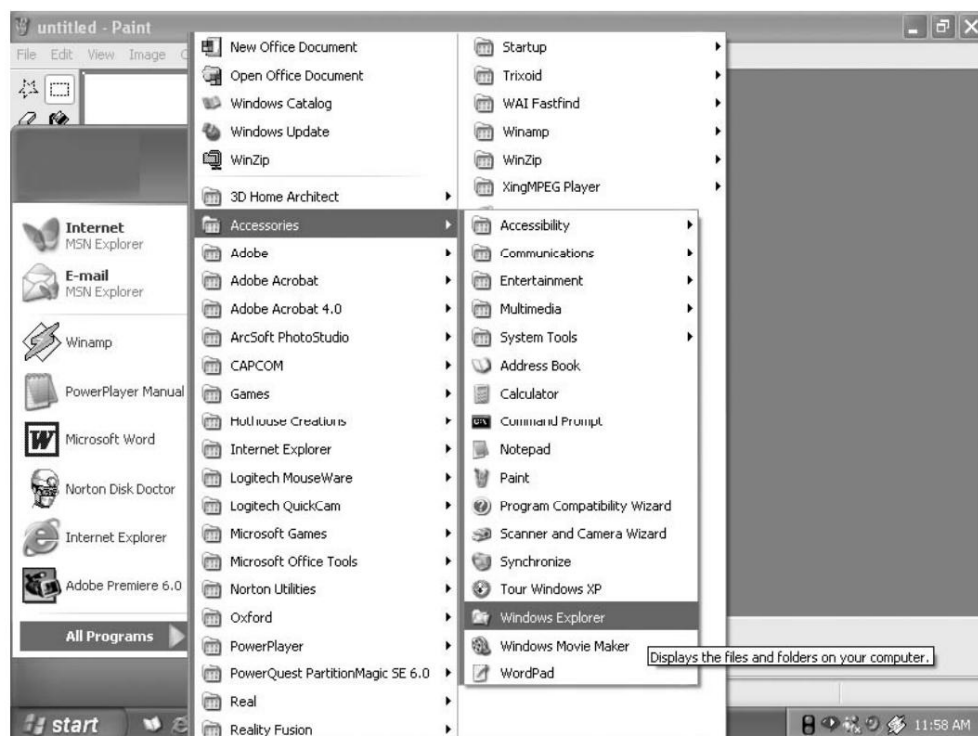 untitled - Paint
File Edit View Image
Internet
MSN Explorer
E-mail
MSN Explorer
Winamp
PowerPlayer Manual
Microsoft Word
Norton Disk Doctor
Internet Explorer
Adobe Premiere 6.0
All Programs
start
New Office Document
Open Office Document
Windows Catalog
Windows Update
WinZip
3D Home Architect
Accessories
Adobe
Adobe Acrobat
Adobe Acrobat 4.0
ArcSoft PhotoStudio
CAPCOM
Games
Hothouse Creations
Internet Explorer
Logitech MouseWare
Logitech QuickCam
Microsoft Games
Microsoft Office Tools
Norton Utilities
Oxford
PowerPlayer
PowerQuest PartitionMagic SE 6.0
Real
Reality Fusion
Startup
Trixoid
WAI Fastfind
Winamp
WinZip
XingMPEG Player
Accessibility
Communications
Entertainment
Multimedia
System Tools
Address Book
Calculator
Command Prompt
Notepad
Paint
Program Compatibility Wizard
Scanner and Camera Wizard
Synchronize
Tour Windows XP
Windows Explorer
Windows Movie Maker
WordPad
Displays the files and folders on your computer.
11:58 AM